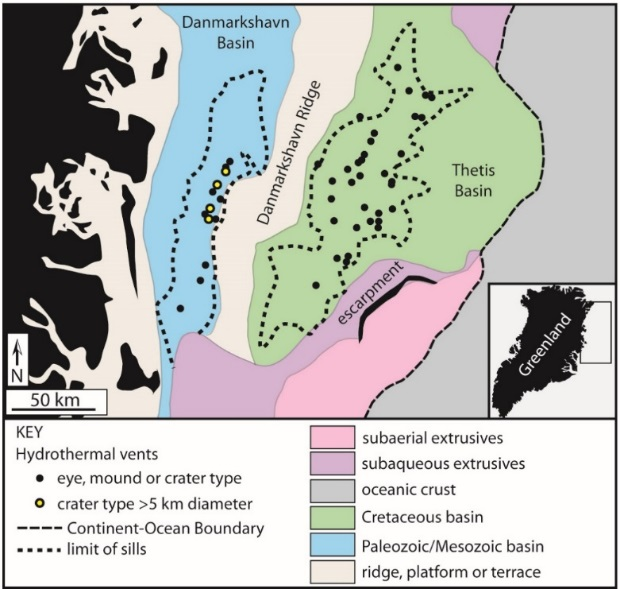 Danmarkshavn
Basin
Danmarkshavn Ridge
Thetis
Basin
escarpment
Greenland
N
50 km
KEY
Hydrothermal vents
eye, mound or crater type
crater type >5 km diameter
Continent-Ocean Boundary
limit of sills
subaerial extrusives
subaqueous extrusives
oceanic crust
Cretaceous basin
Paleozoic/Mesozoic basin
ridge, platform or terrace